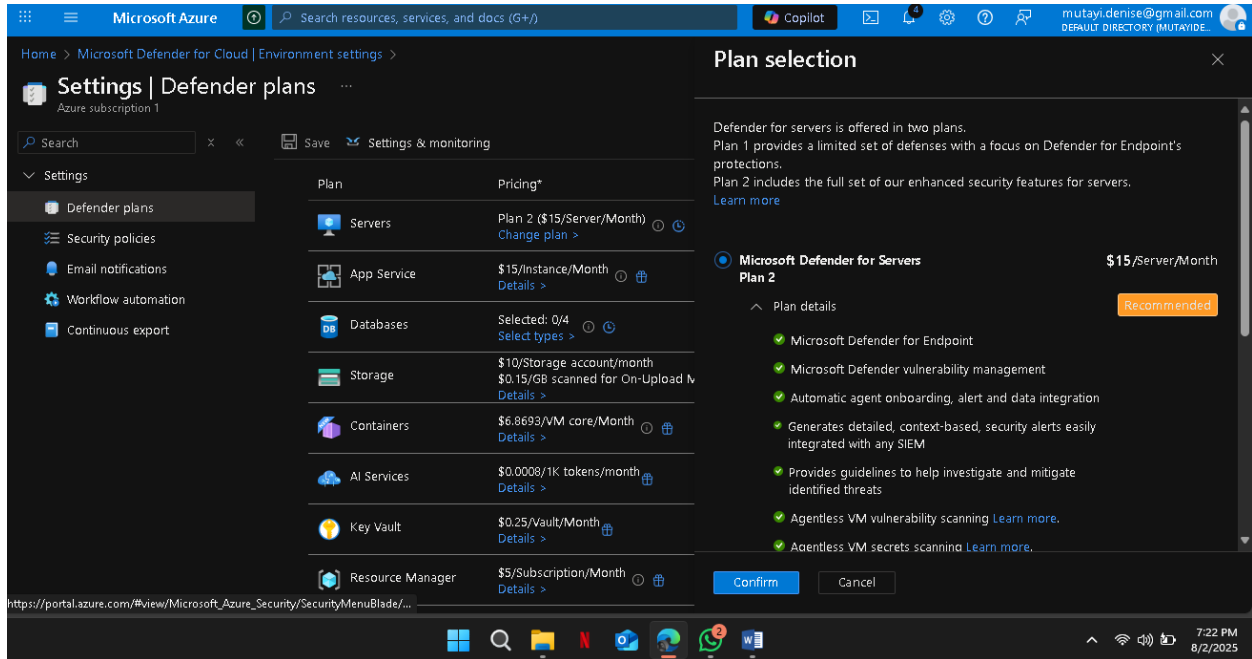 Microsoft Azure
Search resources, services, and docs (G+/)
Copilot
4
mutayi.denise@gmail.com
DEFAULT DIRECTORY (MUTAYIDE...
Home > Microsoft Defender for Cloud | Environment settings >
Settings | Defender plans ...
Azure subscription 1
Search
Settings
Defender plans
Security policies
Email notifications
Workflow automation
Continuous export
Save
Settings & monitoring
Plan
Pricing*
Servers
Plan 2 ($15/Server/Month)
Change plan >
App Service
$15/Instance/Month
Details >
DB
Databases
Selected: 0/4
Select types >
Storage
$10/Storage account/month
$0.15/GB scanned for On-Upload M
Details >
Containers
$6.8693/VM core/Month
Details >
AI Services
$0.0008/1K tokens/month
Details >
Key Vault
$0.25/Vault/Month
Details >
Resource Manager
$5/Subscription/Month
Details >
https://portal.azure.com/#view/Microsoft_Azure_Security/SecurityMenuBlade/...
Plan selection
Defender for servers is offered in two plans.
Plan 1 provides a limited set of defenses with a focus on Defender for Endpoint's
protections.
Plan 2 includes the full set of our enhanced security features for servers.
Learn more
Microsoft Defender for Servers
Plan 2
$15/Server/Month
Plan details
Recommended
Microsoft Defender for Endpoint
Microsoft Defender vulnerability management
Automatic agent onboarding, alert and data integration
Generates detailed, context-based, security alerts easily
integrated with any SIEM
Provides guidelines to help investigate and mitigate
identified threats
Agentless VM vulnerability scanning Learn more.
Agentless VM secrets scanning Learn more.
Confirm
Cancel
N
2
W
7:22 PM
8/2/2025